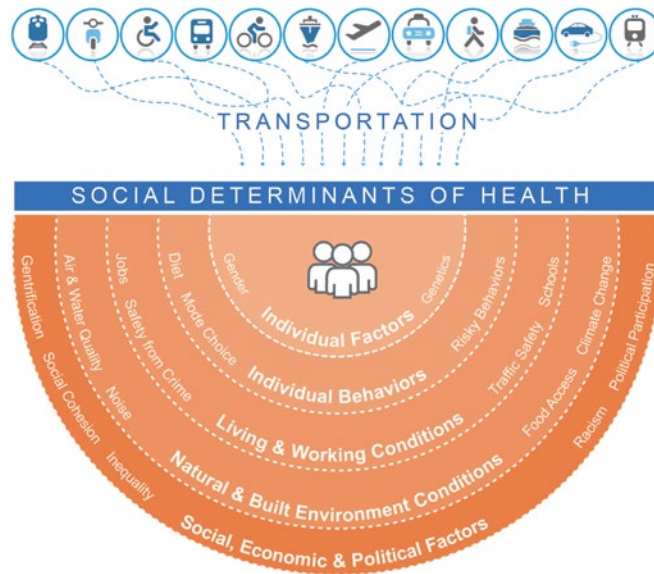 TRANSPORTATION
SOCIAL DETERMINANTS OF HEALTH
Gender
Genetics
Individual Factors
Diet
Mode Choice
Risky Behaviors
Individual Behaviors
Jobs
Safety from Crime
Traffic Safety
Schools
Living & Working Conditions
Air & Water Quality
Noise
Food Access
Climate Change
Natural & Built Environment Conditions
Gentrification
Social Cohesion
Inequality
Racism
Political Participation
Social, Economic & Political Factors